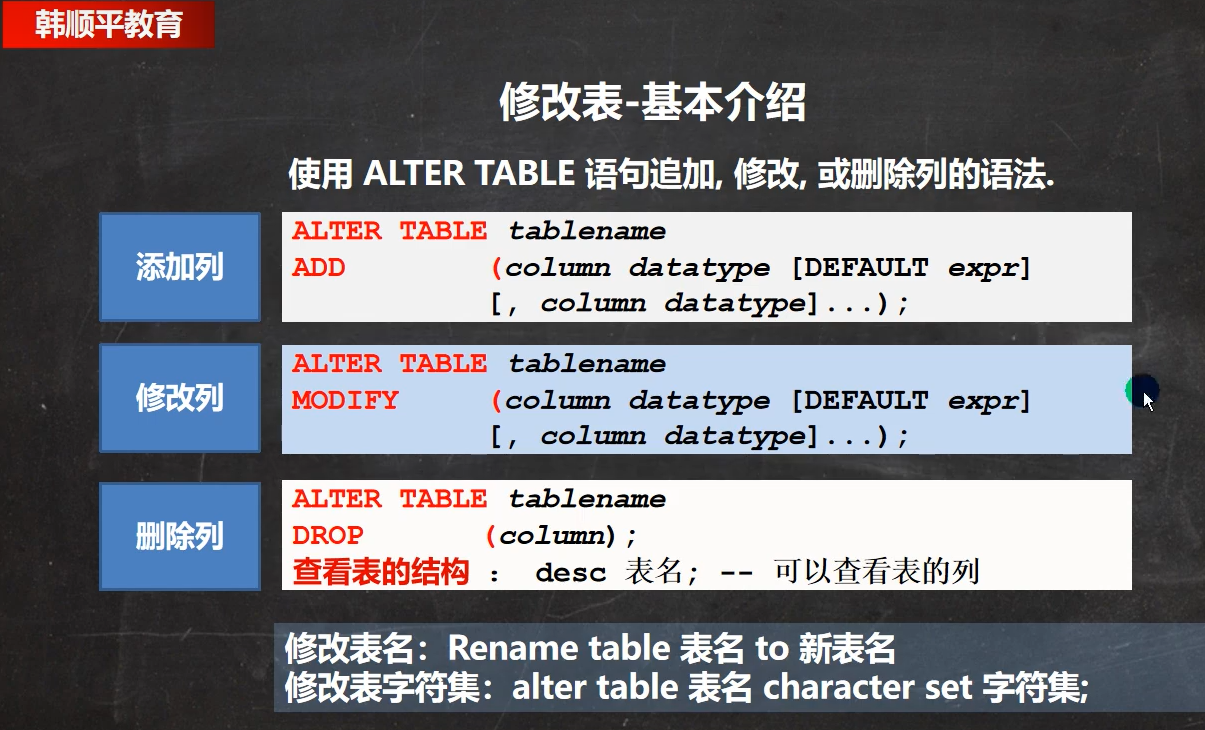 韩顺平教育
修改表-基本介绍
使用 ALTER TABLE 语句追加, 修改, 或删除列的语法.
添加列
ALTER TABLE tablename
ADD (column datatype [DEFAULT expr]
[, column datatype]...);
修改列
ALTER TABLE tablename
MODIFY (column datatype [DEFAULT expr]
[, column datatype]...);
删除列
ALTER TABLE tablename
DROP (column);
查看表的结构 ： desc 表名; -- 可以查看表的列
修改表名：Rename table 表名 to 新表名
修改表字符集：alter table 表名 character set 字符集;